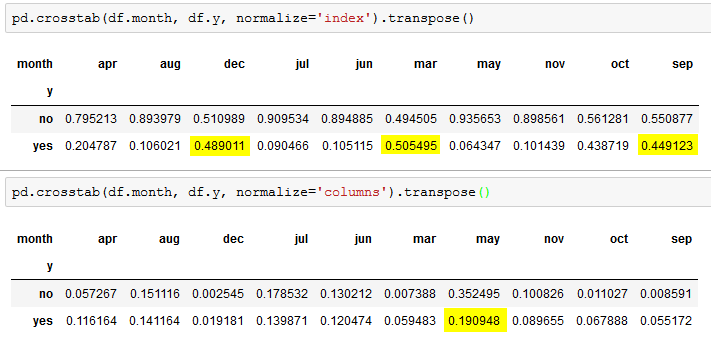 pd.crosstab(df.month, df.y, normalize='index').transpose()
month apr aug dec jul jun mar may nov oct sep
y
no 0.795213 0.893979 0.510989 0.909534 0.894885 0.494505 0.935653 0.898561 0.561281 0.550877
yes 0.204787 0.106021 0.489011 0.090466 0.105115 0.505495 0.064347 0.101439 0.438719 0.449123
pd.crosstab(df.month, df.y, normalize='columns').transpose()
month apr aug dec jul jun mar may nov oct sep
y
no 0.057267 0.151116 0.002545 0.178532 0.130212 0.007388 0.352495 0.100826 0.011027 0.008591
yes 0.116164 0.141164 0.019181 0.139871 0.120474 0.059483 0.190948 0.089655 0.067888 0.055172